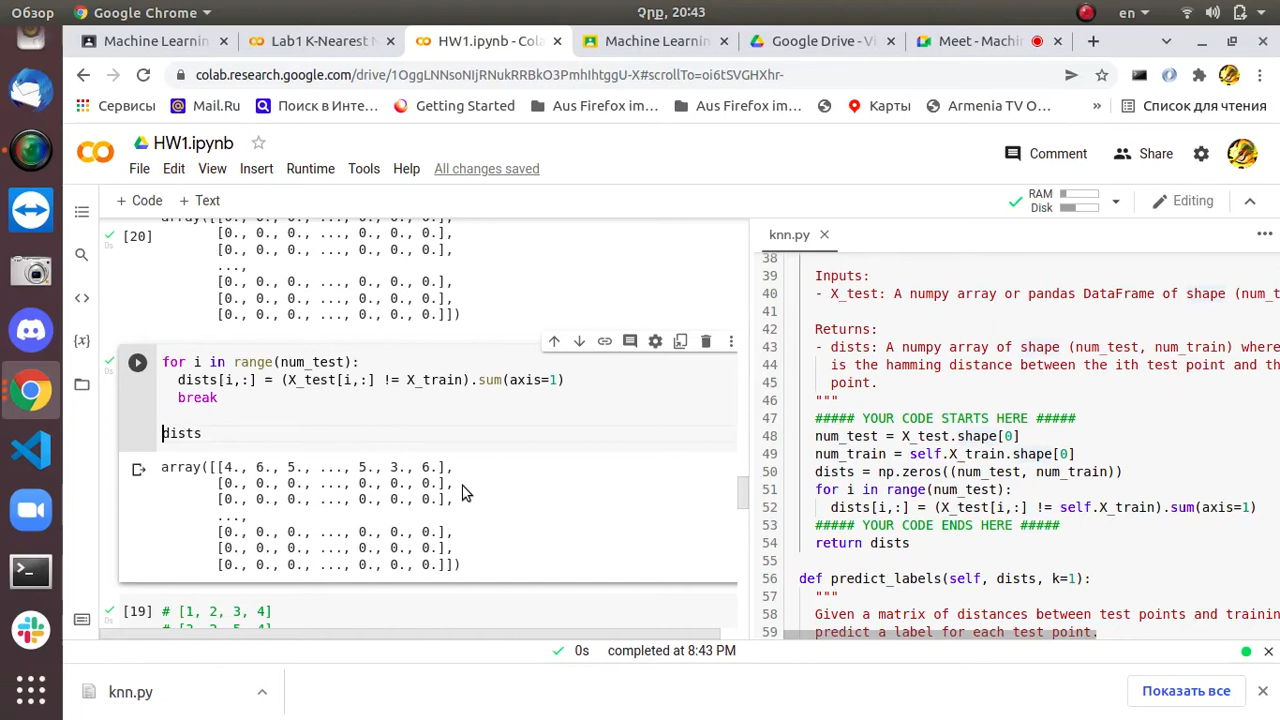 Обзор
Google Chrome
Չրք, 20:43
en
Machine Learning
Lab1 K-Nearest N
HW1.ipynb - Cola
Machine Learning
Google Drive - Vi
Meet - Machi
colab.research.google.com/drive/1OggLNNsoNIjRNukRRBkO3PmhIhtggU-X#scrollTo=oi6tSVGHXhr-
Сервисы
Mail.Ru
Поиск в Инте...
Getting Started
Aus Firefox im...
Aus Firefox im...
Карты
Armenia TV O...
»
Список для чтения
HW1.ipynb
Comment
Share
File Edit View Insert Runtime Tools Help All changes saved
+ Code + Text
RAM
Disk
Editing
[20]
[0., 0., 0., ..., 0., 0., 0.],
[0., 0., 0., ..., 0., 0., 0.],
...,
[0., 0., 0., ..., 0., 0., 0.],
[0., 0., 0., ..., 0., 0., 0.],
[0., 0., 0., ..., 0., 0., 0.]])
0s
for i in range(num_test):
dists[i,:] = (X_test[i,:] != X_train).sum(axis=1)
break
dists
0s
array([[4., 6., 5., ..., 5., 3., 6.],
[0., 0., 0., ..., 0., 0., 0.],
[0., 0., 0., ..., 0., 0., 0.],
...,
[0., 0., 0., ..., 0., 0., 0.],
[0., 0., 0., ..., 0., 0., 0.],
[0., 0., 0., ..., 0., 0., 0.]])
[19] # [1, 2, 3, 4]
0s
knn.py
38
39 Inputs:
40 - X_test: A numpy array or pandas DataFrame of shape (num_t
41
42 Returns:
43 - dists: A numpy array of shape (num_test, num_train) where
44 is the hamming distance between the ith test point and th
45 point.
46 """
47 ##### YOUR CODE STARTS HERE #####
48 num_test = X_test.shape[0]
49 num_train = self.X_train.shape[0]
50 dists = np.zeros((num_test, num_train))
51 for i in range(num_test):
52 dists[i,:] = (X_test[i,:] != self.X_train).sum(axis=1)
53 ##### YOUR CODE ENDS HERE #####
54 return dists
55
56 def predict_labels(self, dists, k=1):
57 """
58 Given a matrix of distances between test points and training
59 predict a label for each test point.
0s completed at 8:43 PM
knn.py
Показать все